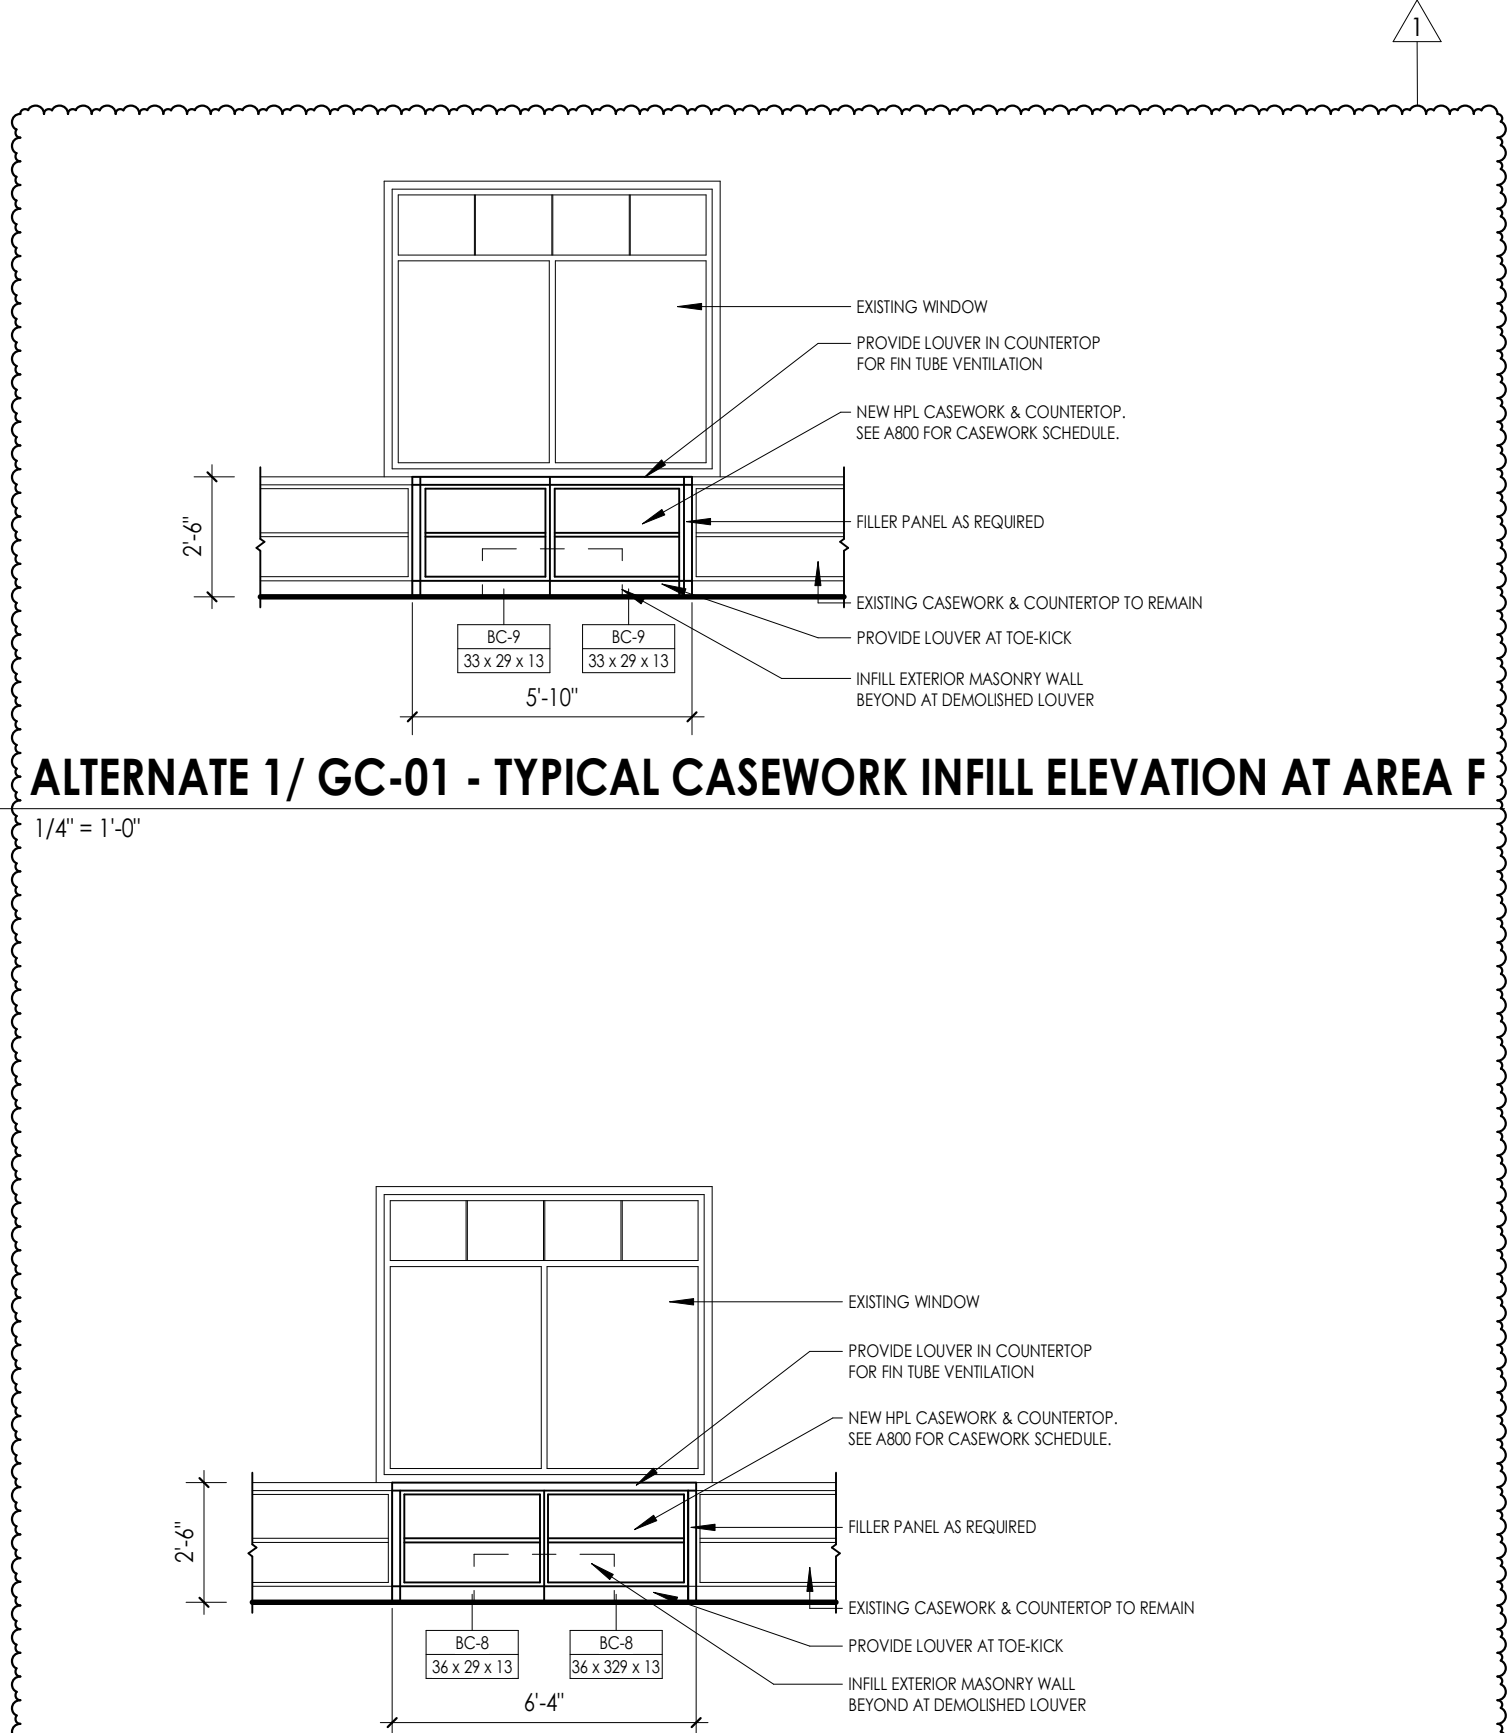 1
EXISTING WINDOW
PROVIDE LOUVER IN COUNTERTOP
FOR FIN TUBE VENTILATION
NEW HPL CASEWORK & COUNTERTOP.
SEE A800 FOR CASEWORK SCHEDULE.
2'-6"
FILLER PANEL AS REQUIRED
EXISTING CASEWORK & COUNTERTOP TO REMAIN
PROVIDE LOUVER AT TOE-KICK
INFILL EXTERIOR MASONRY WALL
BEYOND AT DEMOLISHED LOUVER
BC-9
33 x 29 x 13
BC-9
33 x 29 x 13
5'-10"
ALTERNATE 1/ GC-01 - TYPICAL CASEWORK INFILL ELEVATION AT AREA F
1/4" = 1'-0"
EXISTING WINDOW
PROVIDE LOUVER IN COUNTERTOP
FOR FIN TUBE VENTILATION
NEW HPL CASEWORK & COUNTERTOP.
SEE A800 FOR CASEWORK SCHEDULE.
2'-6"
FILLER PANEL AS REQUIRED
EXISTING CASEWORK & COUNTERTOP TO REMAIN
PROVIDE LOUVER AT TOE-KICK
INFILL EXTERIOR MASONRY WALL
BEYOND AT DEMOLISHED LOUVER
BC-8
36 x 29 x 13
BC-8
36 x 329 x 13
6'-4"